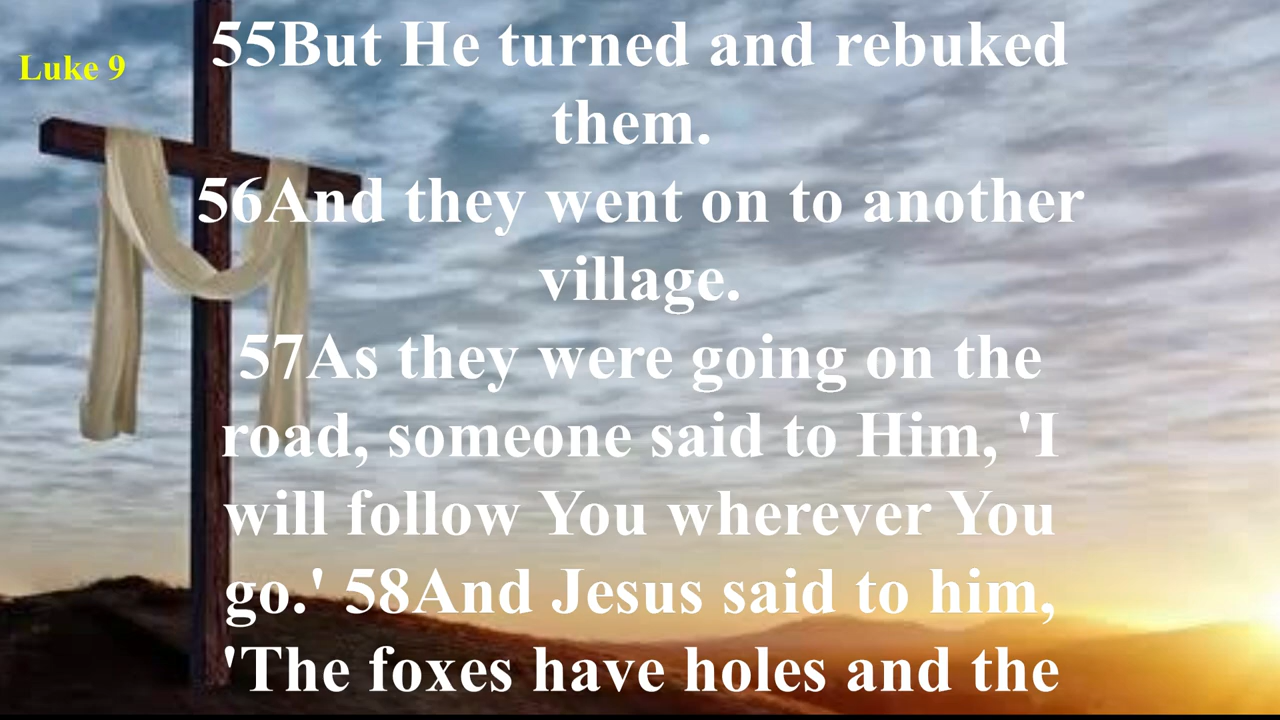 Luke 9
55But He turned and rebuked
them.
56And they went on to another
village.
57As they were going on the
road, someone said to Him, 'I
will follow You wherever You
go.' 58And Jesus said to him,
'The foxes have holes and the